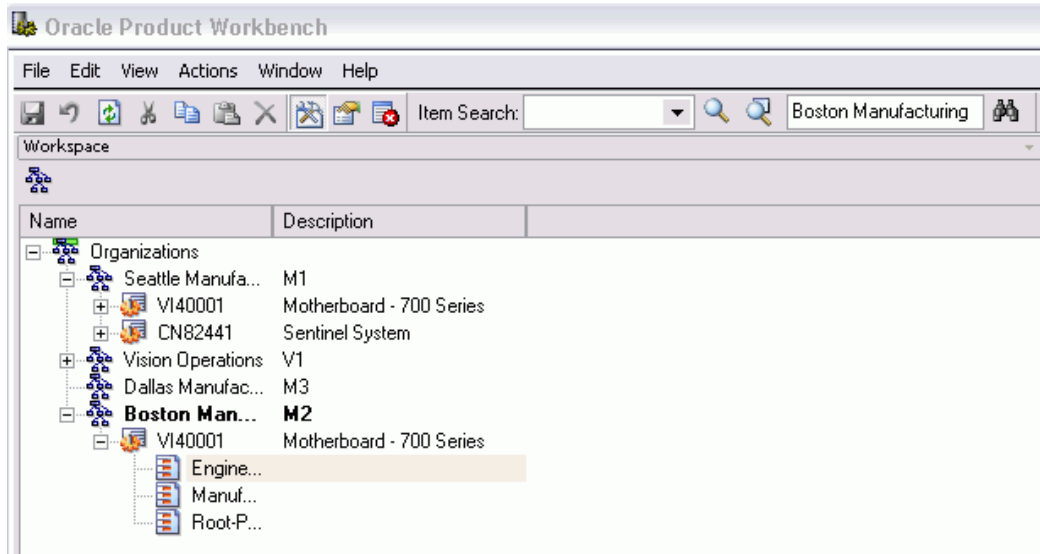 Oracle Product Workbench
File Edit View Actions Window Help
Item Search: Boston Manufacturing
Workspace
Name Description
Organizations
Seattle Manufa... M1
VI40001 Motherboard - 700 Series
CN82441 Sentinel System
Vision Operations V1
Dallas Manufac... M3
Boston Man... M2
VI40001 Motherboard - 700 Series
Engine...
Manuf...
Root-P...